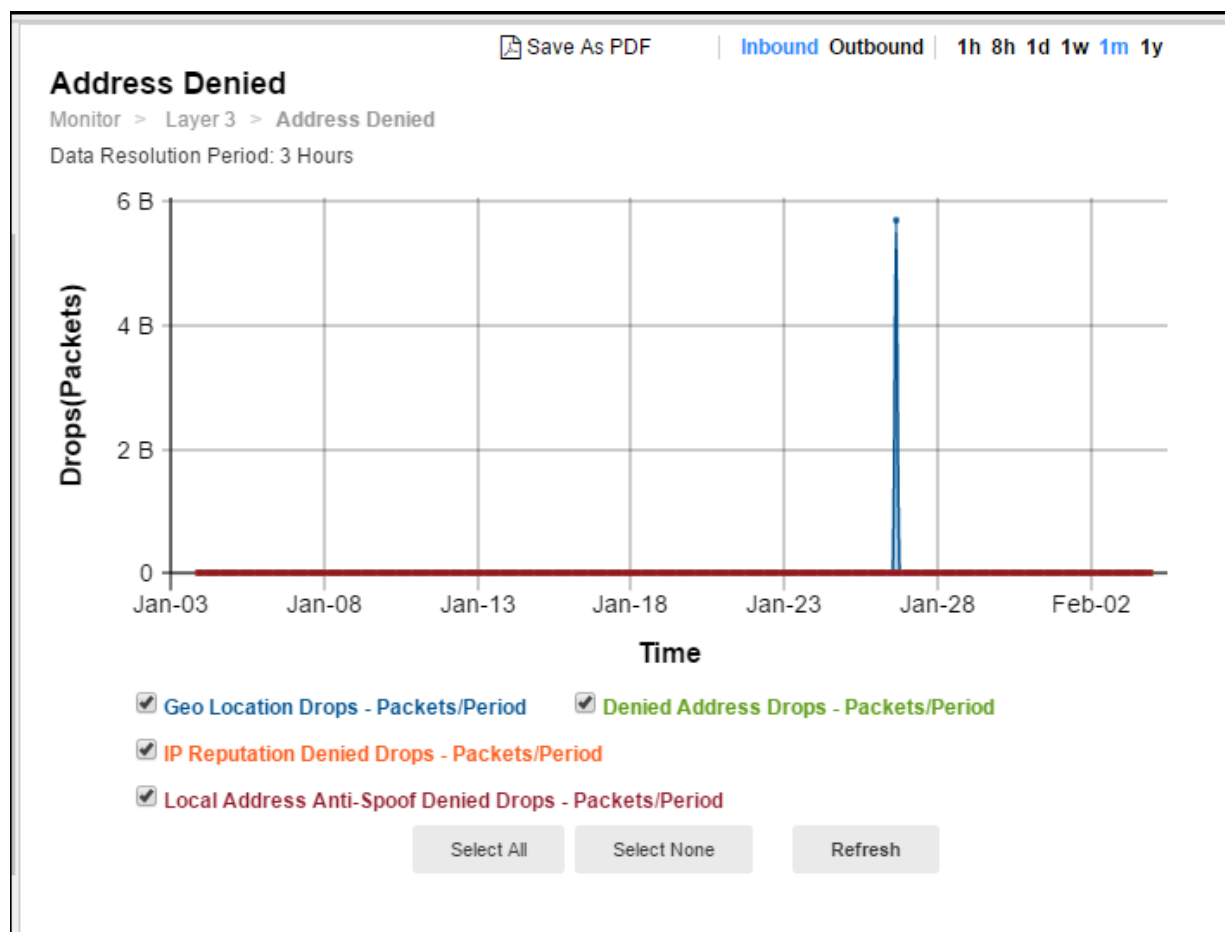 Save As PDF Inbound Outbound 1h 8h 1d 1w 1m 1y
Address Denied
Monitor > Layer 3 > Address Denied
Data Resolution Period: 3 Hours
6 B
4 B
2 B
0
Drops(Packets)
Jan-03 Jan-08 Jan-13 Jan-18 Jan-23 Jan-28 Feb-02
Time
Geo Location Drops - Packets/Period Denied Address Drops - Packets/Period
IP Reputation Denied Drops - Packets/Period
Local Address Anti-Spoof Denied Drops - Packets/Period
Select All Select None Refresh